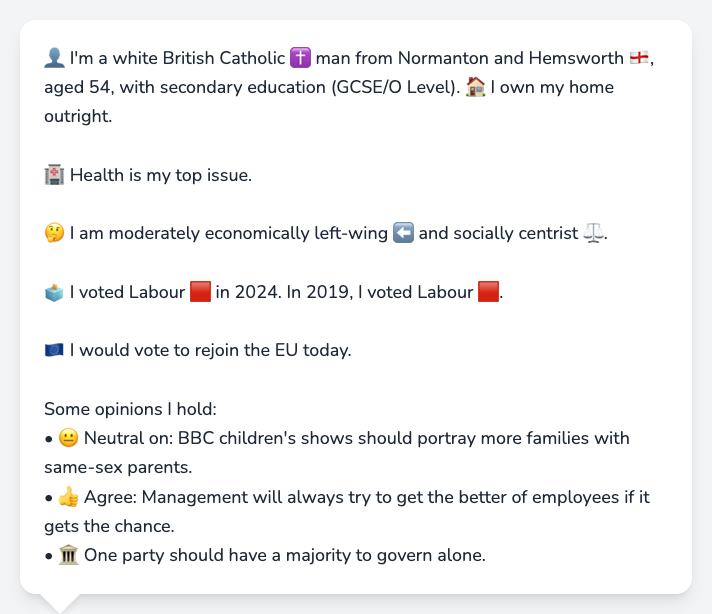 👤 I'm a white British Catholic ✝️ man from Normanton and Hemsworth 🏴󠁧󠁢󠁥󠁮󠁧󠁿,
aged 54, with secondary education (GCSE/O Level). 🏠 I own my home
outright.
🏥 Health is my top issue.
🤔 I am moderately economically left-wing ⬅️ and socially centrist ⚖️.
🗳️ I voted Labour 🟥 in 2024. In 2019, I voted Labour 🟥.
🇪🇺 I would vote to rejoin the EU today.
Some opinions I hold:
• 😐 Neutral on: BBC children's shows should portray more families with
same-sex parents.
• 👍 Agree: Management will always try to get the better of employees if it
gets the chance.
• 🏛️ One party should have a majority to govern alone.